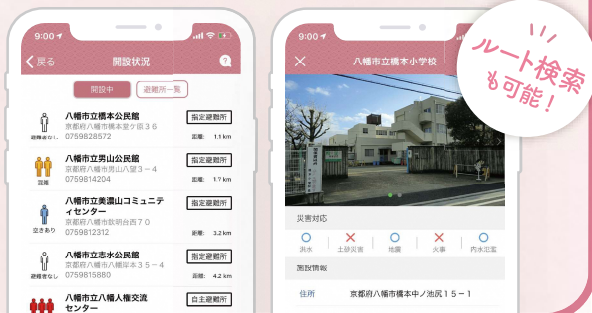 9:00
戻る
開設状況
?
開設中
避難所一覧
八幡市立橋本公民館
京都府八幡市橋本堂ケ前36
0759828572
避難者なし
指定避難所
距離: 1.1 km
八幡市立男山公民館
京都府八幡市男山八望3-4
0759814204
混雑
指定避難所
距離: 1.7 km
八幡市立美濃山コミュニテ
ィセンター
京都府八幡市欽明台西70
0759812312
空きあり
指定避難所
距離: 3.2 km
八幡市立志水公民館
京都府八幡市八幡岸本35-4
0759815880
避難者なし
指定避難所
距離: 4.2 km
八幡市立八幡人権交流
センター
自主避難所
9:00
八幡市立橋本小学校
ルート検索
も可能!
災害対応
洪水
土砂災害
地震
火事
内水氾濫
施設情報
住所
京都府八幡市橋本中ノ池尻15-1